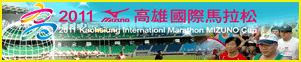 2011 MIZUNO 高雄國際馬拉松
2011 Kaohsiung International Marathon MIZUNO Cup